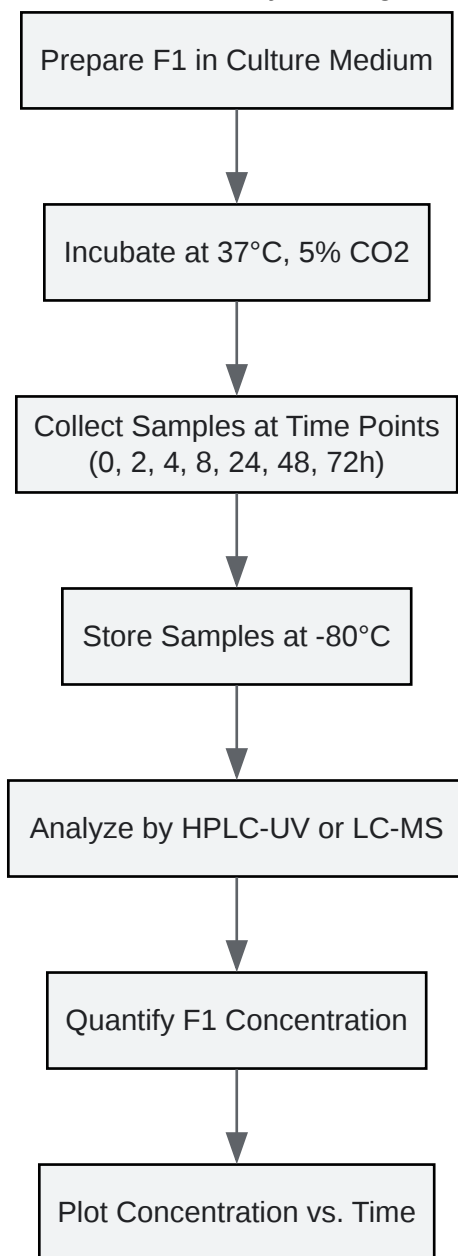 Prepare F1 in Culture Medium
Incubate at 37°C, 5% CO2
Collect Samples at Time Points
(0, 2, 4, 8, 24, 48, 72h)
Store Samples at -80°C
Analyze by HPLC-UV or LC-MS
Quantify F1 Concentration
Plot Concentration vs. Time